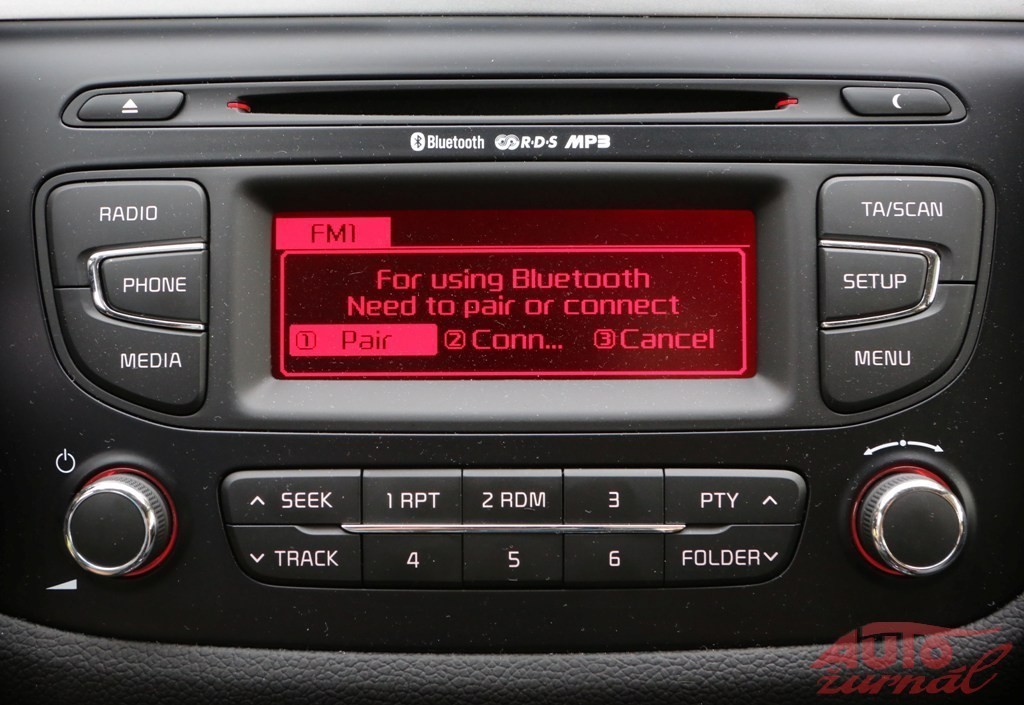 Bluetooth R·D·S MP3
RADIO
PHONE
MEDIA
FM1
For using Bluetooth
Need to pair or connect
① Pair ② Conn... ③ Cancel
TA/SCAN
SETUP
MENU
SEEK 1 RPT 2 RDM 3 PTY
TRACK 4 5 6 FOLDER
AUTO
žurnál